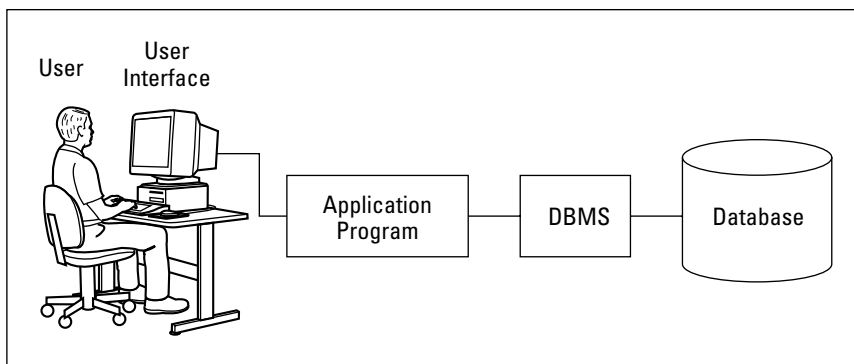 User
User
Interface
Application
Program
DBMS
Database